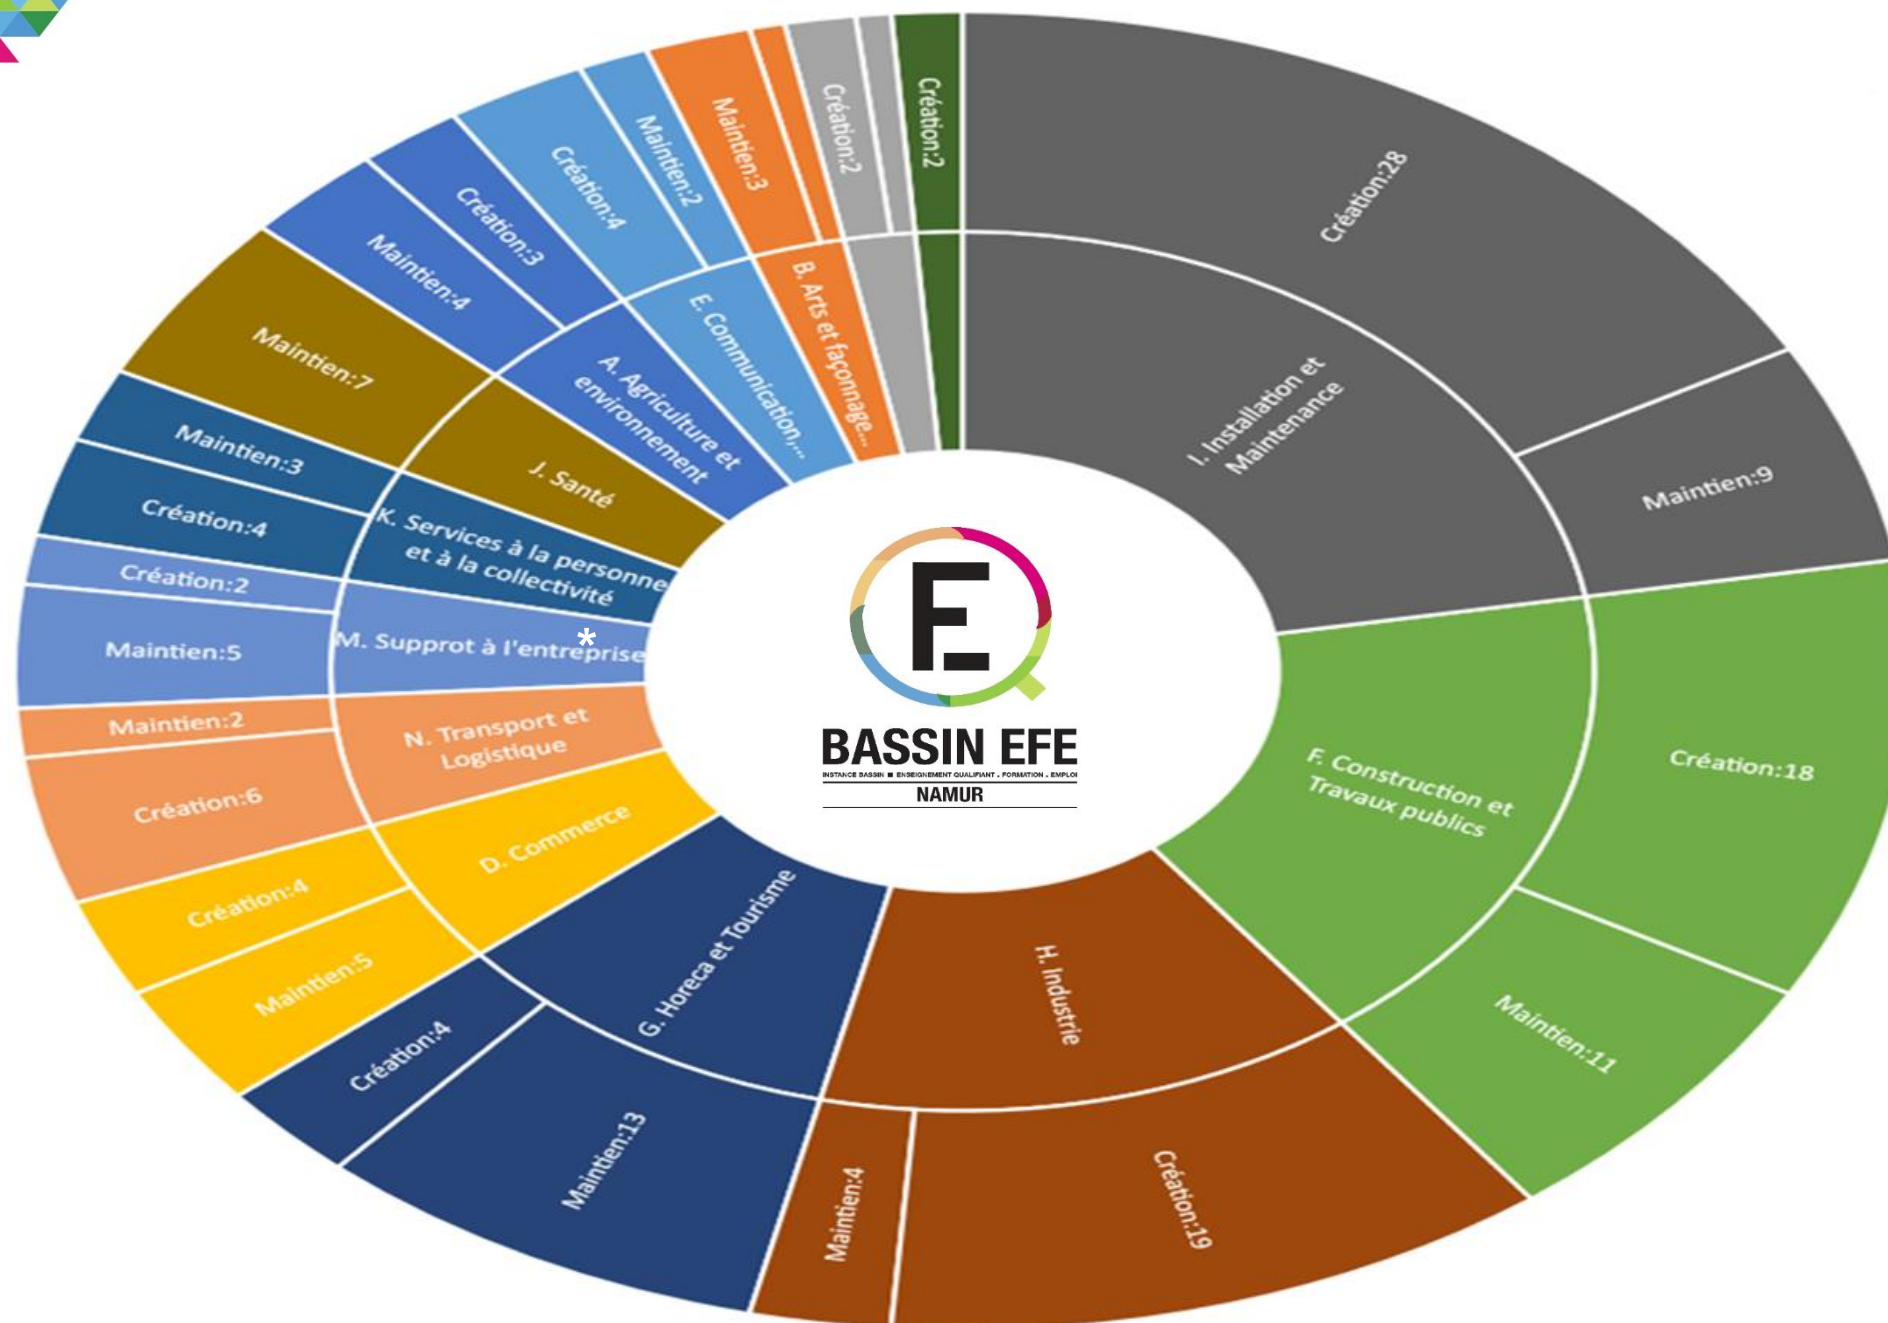 Création:28
Maintien:9
I. Installation et
Maintenance
Création:18
Maintien:11
F. Construction et
Travaux publics
Création:19
Maintien:4
H. Industrie
Maintien:13
Création:4
G. Horeca et Tourisme
Maintien:5
Création:4
D. Commerce
Création:6
Maintien:2
N. Transport et
Logistique
Maintien:5
Création:2
M. Supprot à l'entreprise
*
Création:4
Maintien:3
K. Services à la personne
et à la collectivité
Maintien:7
J. Santé
Maintien:4
Création:3
A. Agriculture et
environnement
Création:4
Maintien:2
E. Communication,...
Maintien:3
B. Arts et façonnage...
Création:2
Création:2
BASSIN EFE
INSTANCE BASSIN ■ ENSEIGNEMENT QUALIFIANT . FORMATION . EMPLOI
NAMUR